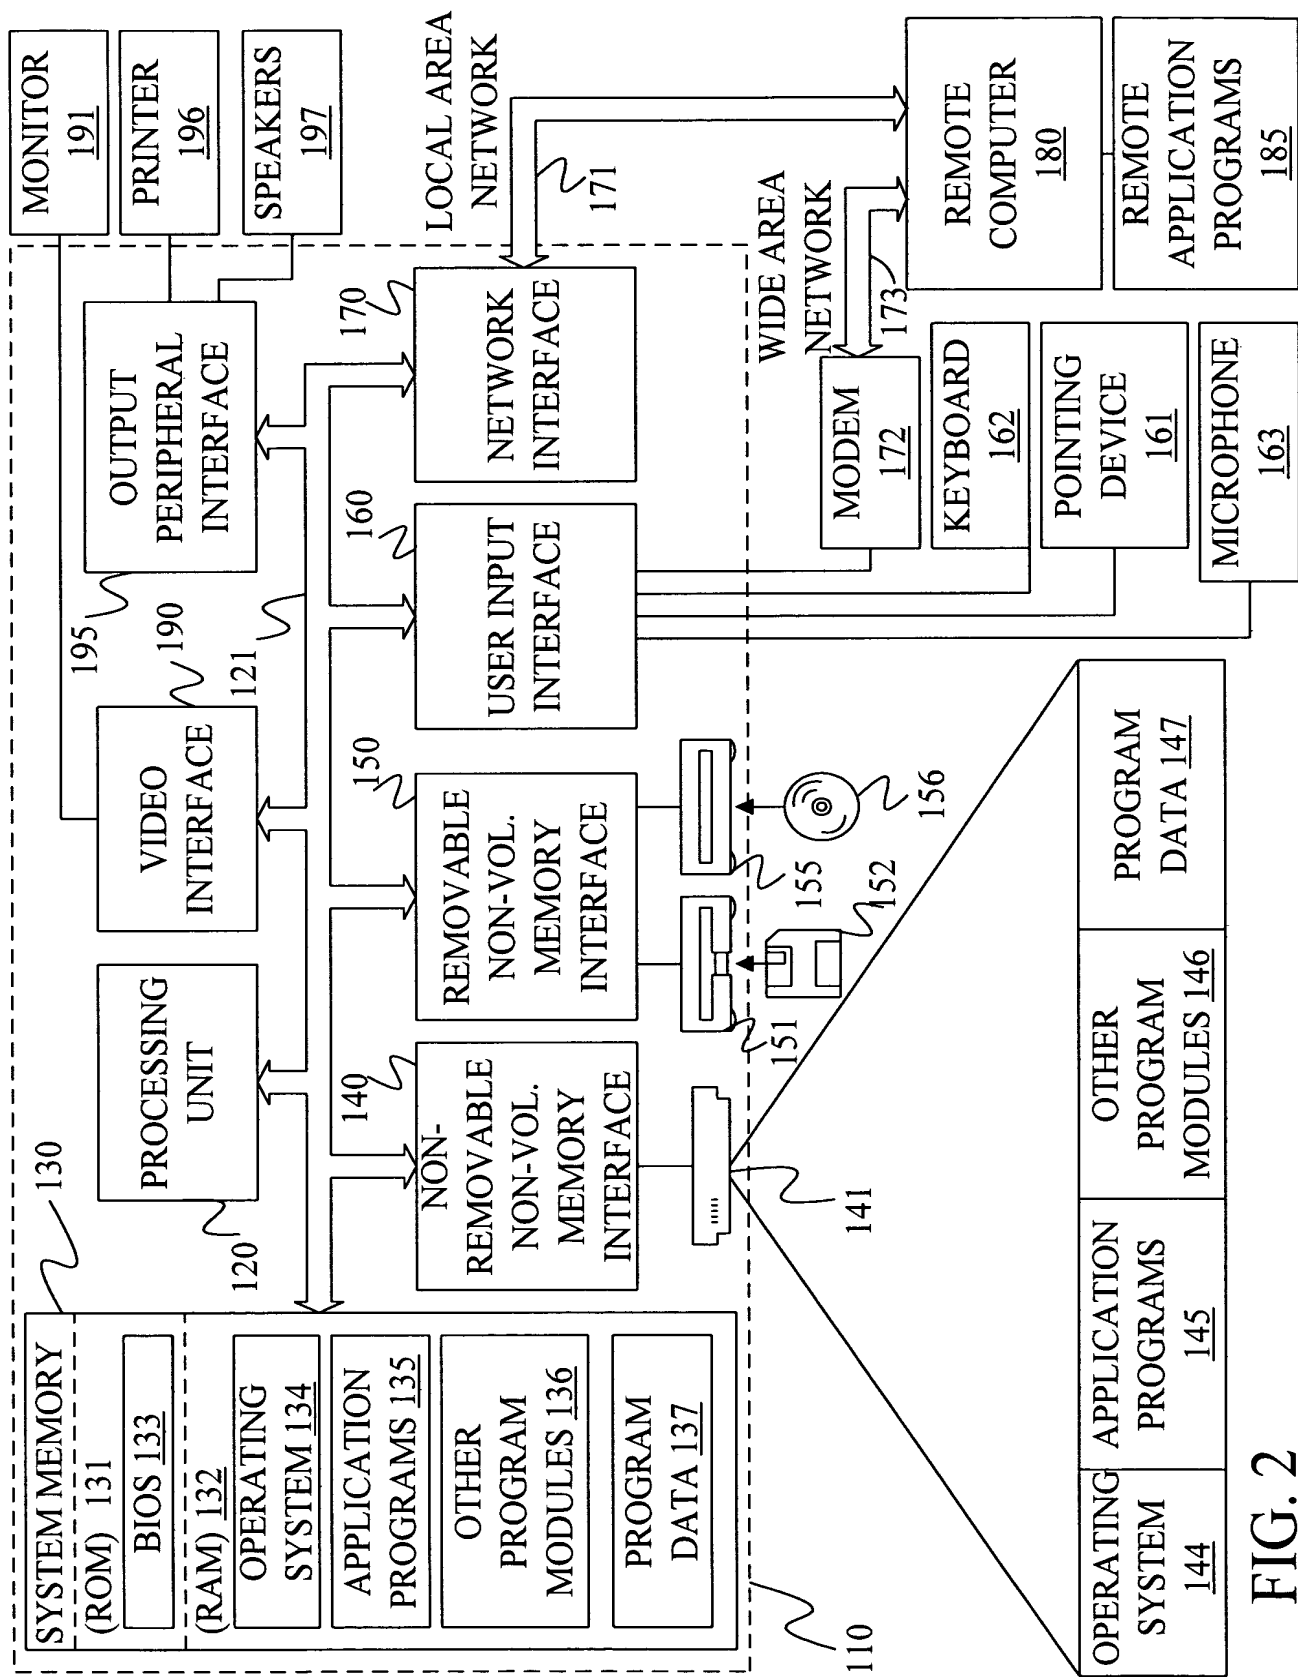 SYSTEM MEMORY
(ROM) 131
BIOS 133
(RAM) 132
OPERATING
SYSTEM 134
APPLICATION
PROGRAMS 135
OTHER
PROGRAM
MODULES 136
PROGRAM
DATA 137
130
120
PROCESSING
UNIT
VIDEO
INTERFACE
190
121
195
OUTPUT
PERIPHERAL
INTERFACE
MONITOR
191
PRINTER
196
SPEAKERS
197
140
NON-
REMOVABLE
NON-VOL.
MEMORY
INTERFACE
150
REMOVABLE
NON-VOL.
MEMORY
INTERFACE
160
USER INPUT
INTERFACE
170
NETWORK
INTERFACE
LOCAL AREA
NETWORK
171
WIDE AREA
NETWORK
173
110
141
151
152
155
156
MODEM
172
KEYBOARD
162
POINTING
DEVICE
161
MICROPHONE
163
REMOTE
COMPUTER
180
REMOTE
APPLICATION
PROGRAMS
185
OPERATING
SYSTEM
144
APPLICATION
PROGRAMS
145
OTHER
PROGRAM
MODULES 146
PROGRAM
DATA 147
FIG. 2